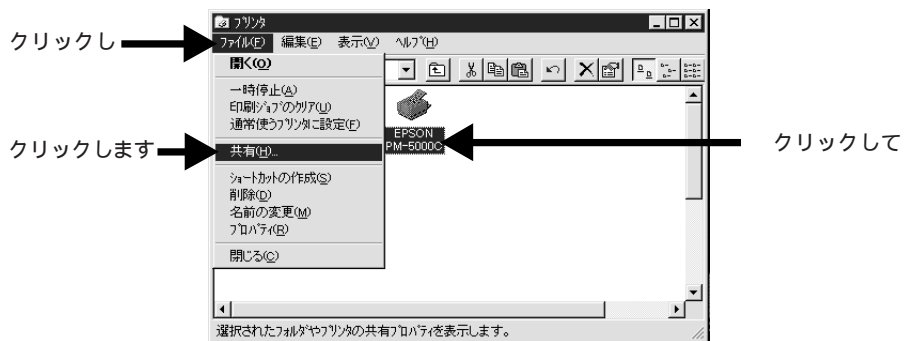 プリンタ
ファイル(F) 編集(E) 表示(V) ヘルプ(H)
クリックし
開く(O)
一時停止(A)
印刷ジョブのクリア(U)
通常使うプリンタに設定(F)
EPSON
PM-5000C
クリックします
共有(H)...
クリックして
ショートカットの作成(S)
削除(D)
名前の変更(M)
プロパティ(R)
閉じる(C)
選択されたフォルダやプリンタの共有プロパティを表示します。